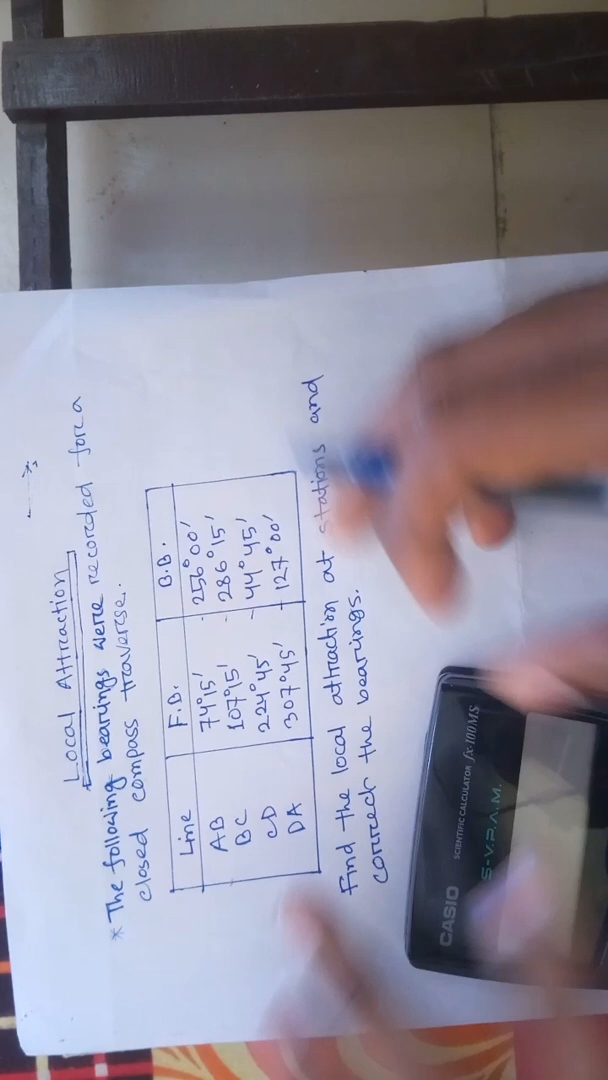 Local Attraction
* The following bearings were recorded for a
closed compass traverse.
Line F.B. B.B.
AB 74°15' 256°00'
BC 107°15' 286°15'
CD 224°45' 44°45'
DA 307°45' 127°00'
Find the local attraction at stations and
correct the bearings.
CASIO SCIENTIFIC CALCULATOR fx-100MS
S-V.P.A.M.